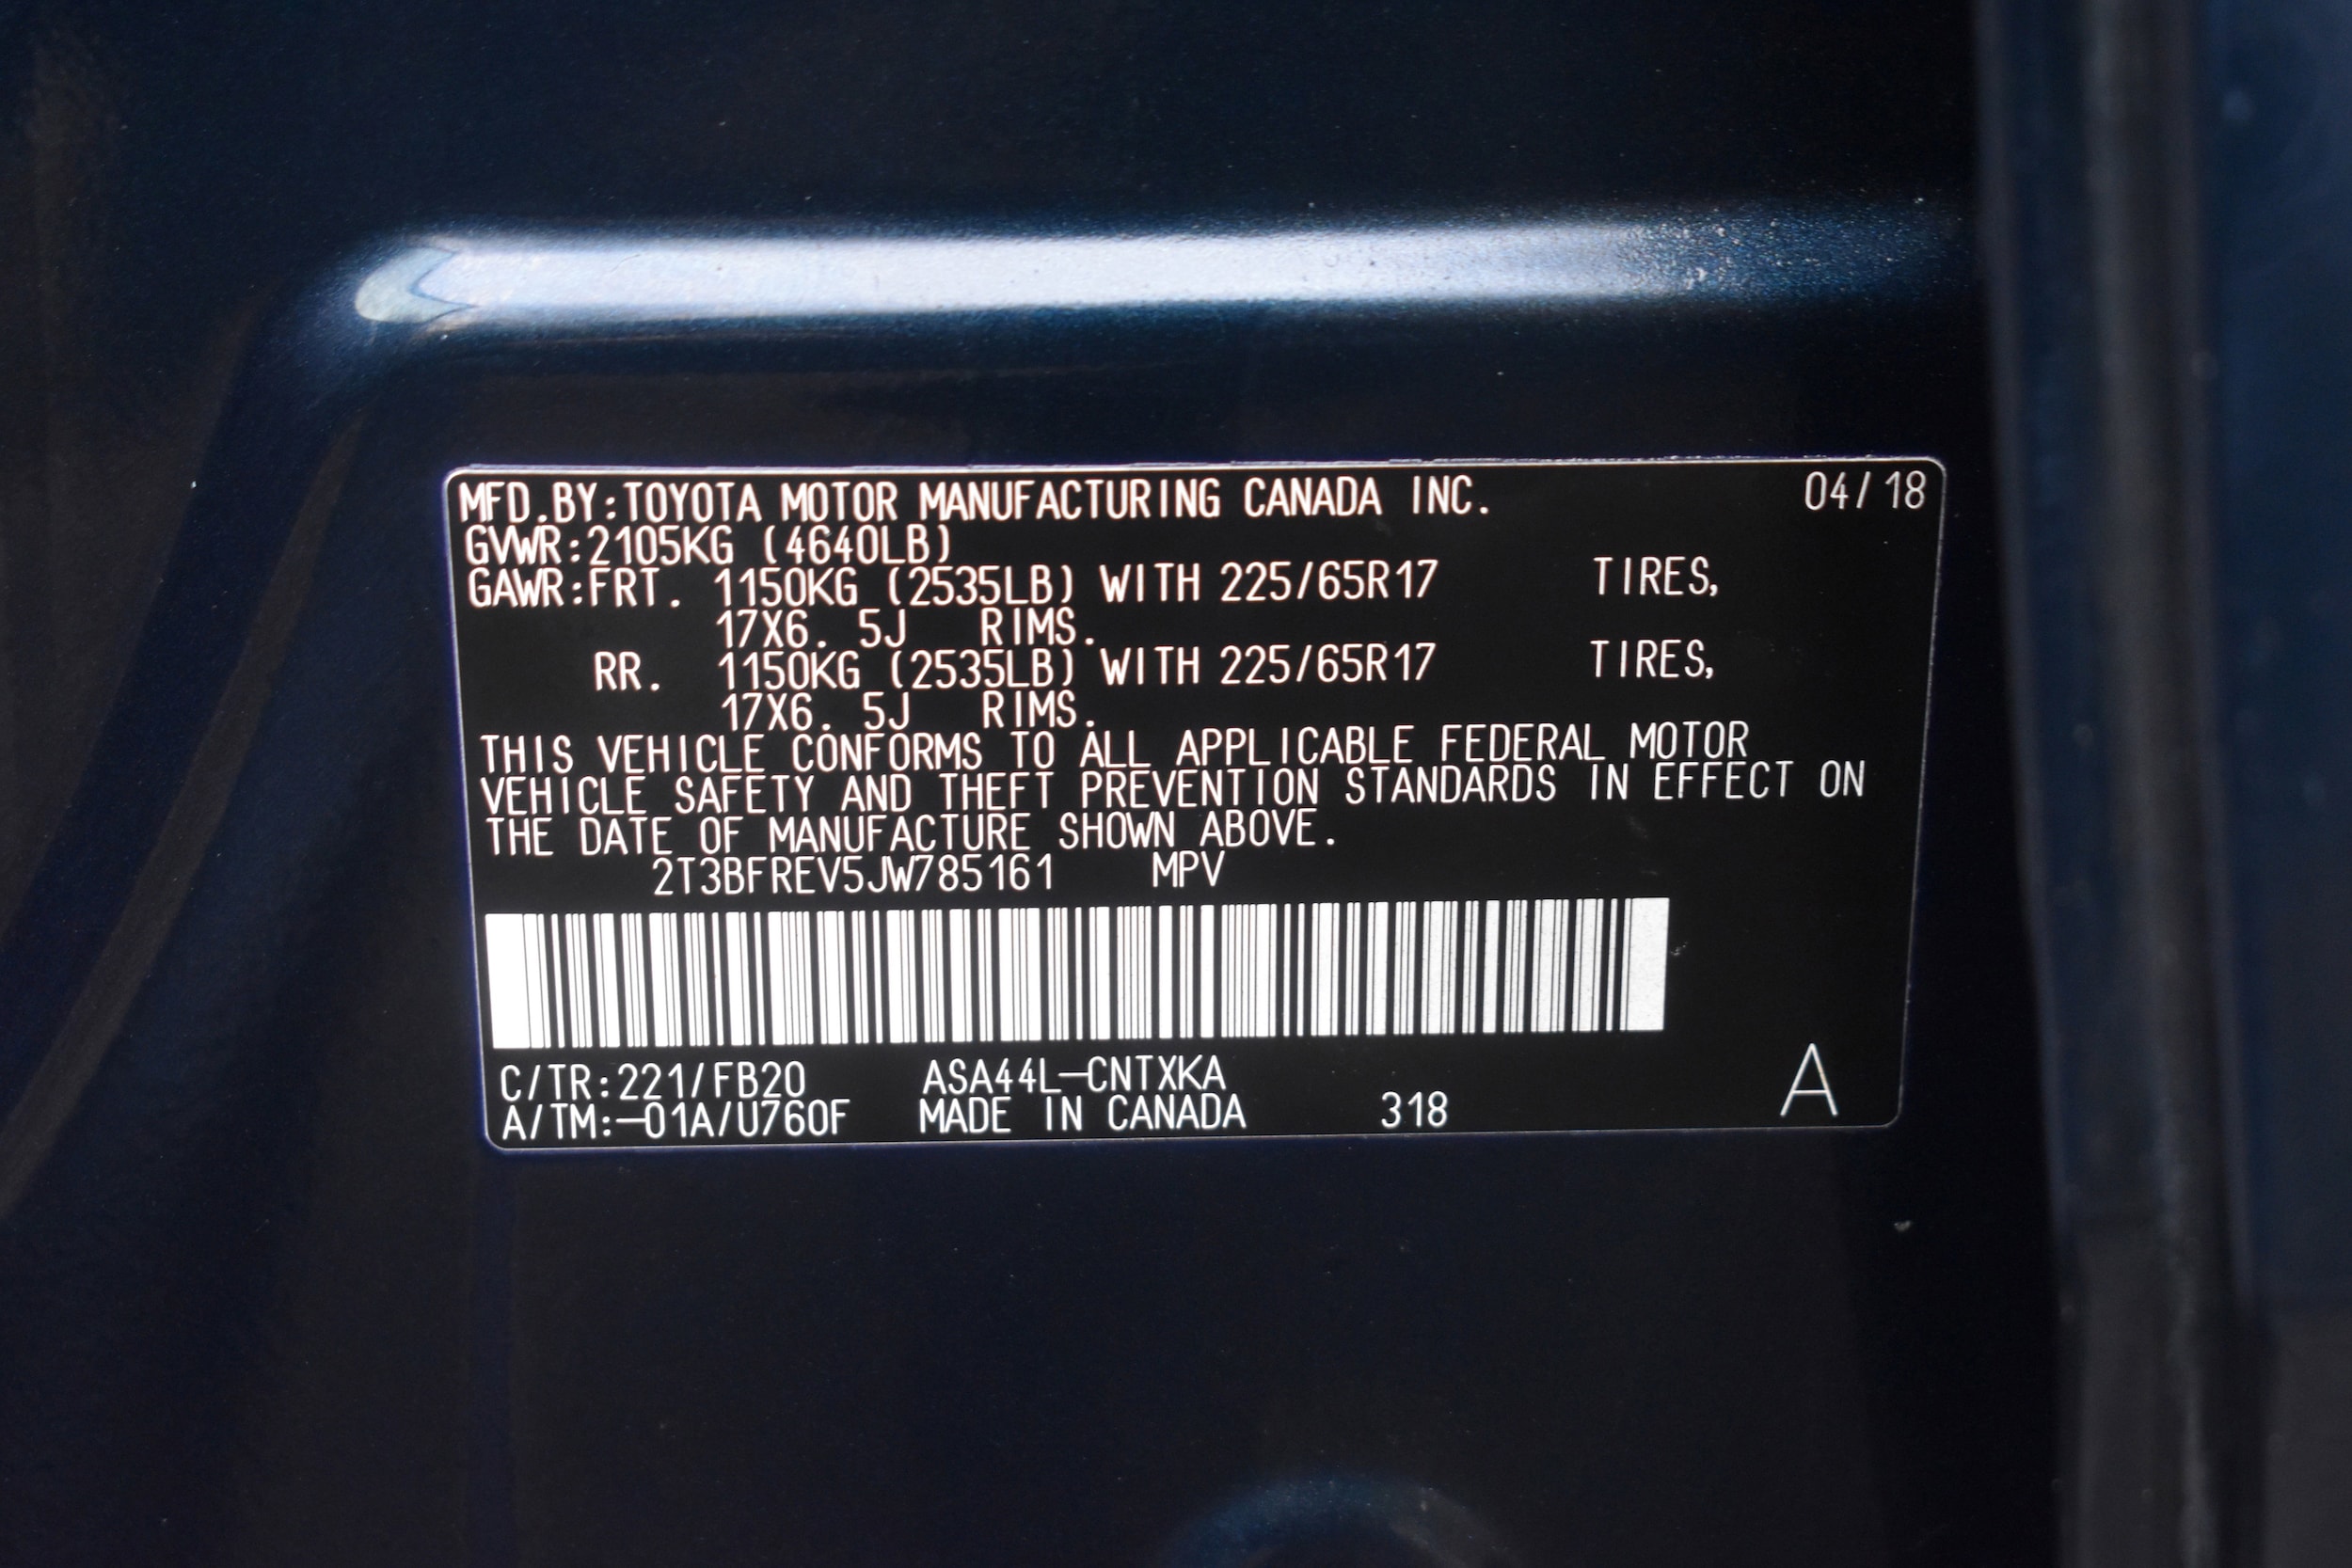 MFD.BY:TOYOTA MOTOR MANUFACTURING CANADA INC. 04/18
GVWR:2105KG (4640LB)
GAWR:FRT. 1150KG (2535LB) WITH 225/65R17 TIRES,
17X6. 5J RIMS.
RR. 1150KG (2535LB) WITH 225/65R17 TIRES,
17X6. 5J RIMS.
THIS VEHICLE CONFORMS TO ALL APPLICABLE FEDERAL MOTOR
VEHICLE SAFETY AND THEFT PREVENTION STANDARDS IN EFFECT ON
THE DATE OF MANUFACTURE SHOWN ABOVE.
2T3BFREV5JW785161 MPV
C/TR:221/FB20 ASA44L-CNTXKA
A/TM:-01A/U760F MADE IN CANADA 318 A